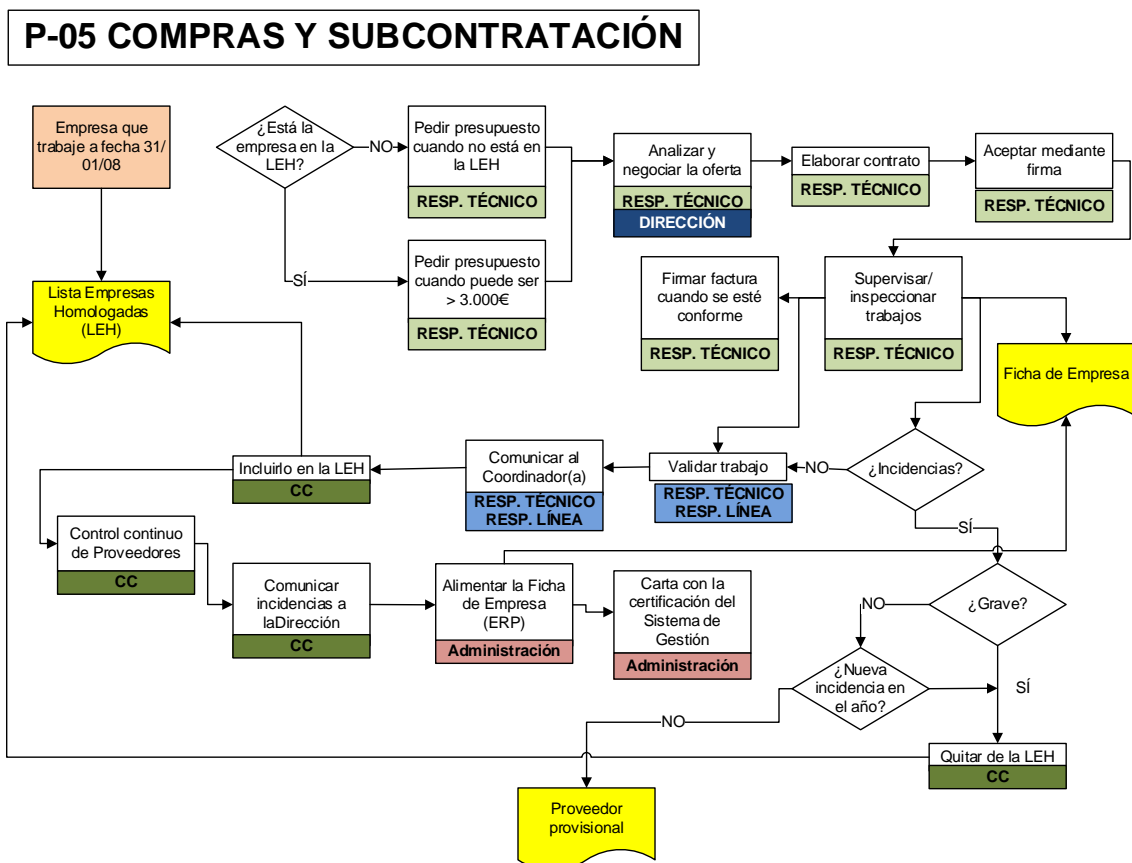 P-05 COMPRAS Y SUBCONTRATACIÓN
Empresa que
trabaje a fecha 31/
01/08
¿Está la
empresa en la
LEH?
NO
Pedir presupuesto
cuando no está en
la LEH
RESP. TÉCNICO
Analizar y
negociar la oferta
RESP. TÉCNICO
DIRECCIÓN
Elaborar contrato
RESP. TÉCNICO
Aceptar mediante
firma
RESP. TÉCNICO
SÍ
Pedir presupuesto
cuando puede ser
> 3.000€
RESP. TÉCNICO
Lista Empresas
Homologadas
(LEH)
Firmar factura
cuando se esté
conforme
RESP. TÉCNICO
Supervisar/
inspeccionar
trabajos
RESP. TÉCNICO
Ficha de Empresa
¿Incidencias?
NO
Validar trabajo
RESP. TÉCNICO
RESP. LÍNEA
Comunicar al
Coordinador(a)
RESP. TÉCNICO
RESP. LÍNEA
Incluirlo en la LEH
CC
SÍ
Control continuo
de Proveedores
CC
Comunicar
incidencias a
laDirección
CC
Alimentar la Ficha
de Empresa
(ERP)
Administración
Carta con la
certificación del
Sistema de
Gestión
Administración
¿Grave?
NO
SÍ
¿Nueva
incidencia en
el año?
NO
Quitar de la LEH
CC
Proveedor
provisional